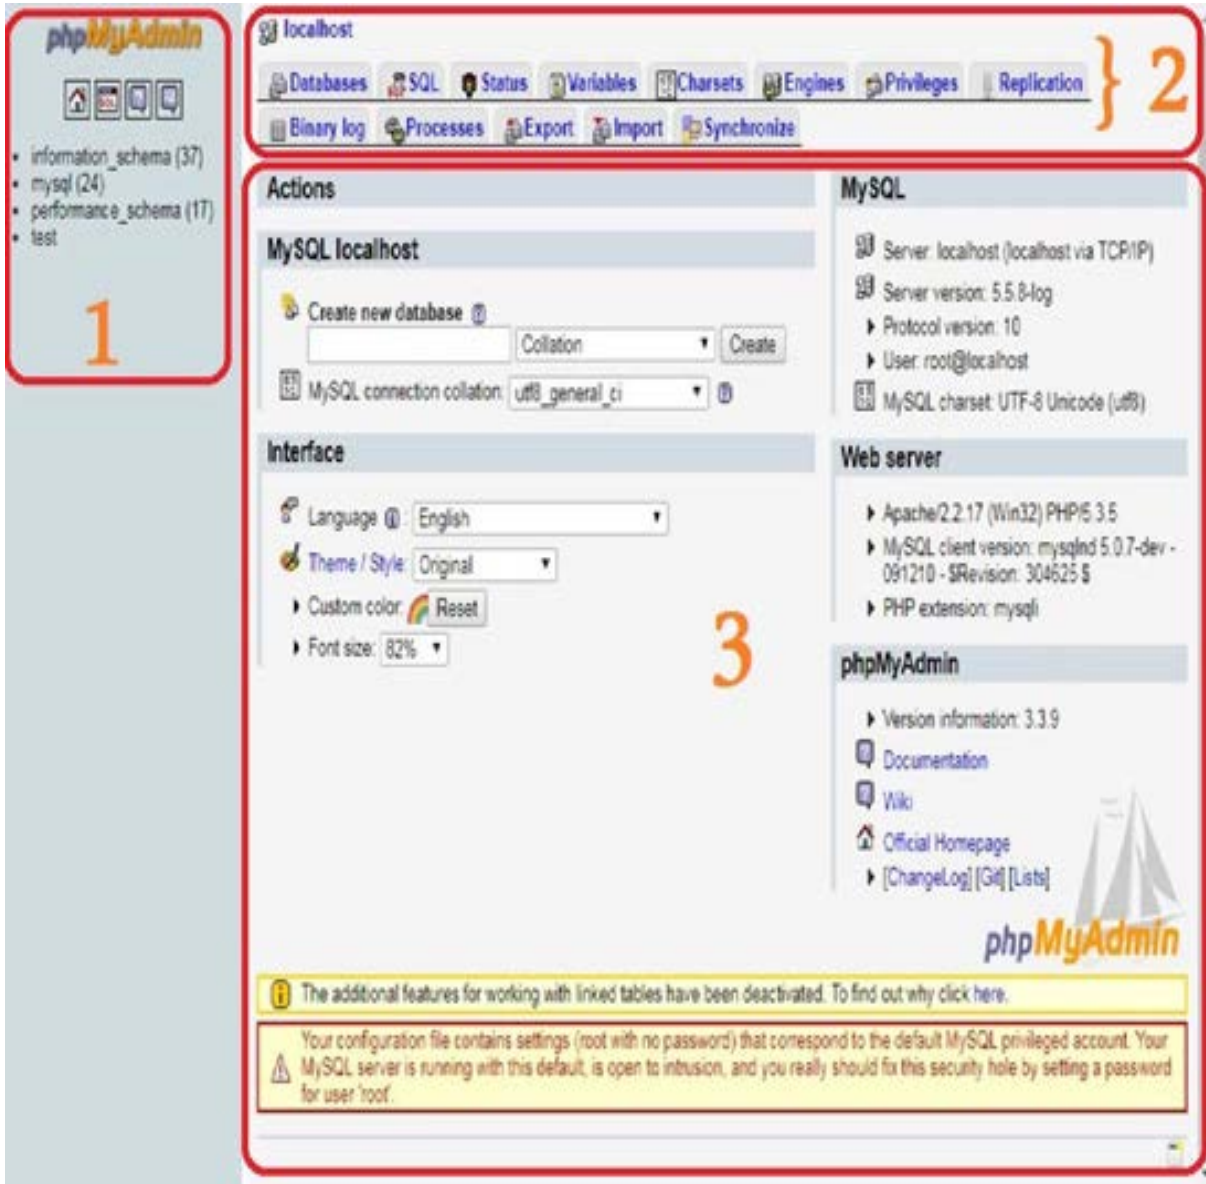 phpMyAdmin
information_schema (37)
mysql (24)
performance_schema (17)
test
1
localhost
Databases SQL Status Variables Charsets Engines Privileges Replication
Binary log Processes Export Import Synchronize
} 2
Actions
MySQL localhost
Create new database
Collation Create
MySQL connection collation: utf8_general_ci
Interface
Language : English
Theme / Style: Original
Custom color: Reset
Font size: 82%
3
MySQL
Server: localhost (localhost via TCP/IP)
Server version: 5.5.8-log
Protocol version: 10
User: root@localhost
MySQL charset: UTF-8 Unicode (utf8)
Web server
Apache/2.2.17 (Win32) PHP/5.3.5
MySQL client version: mysqlnd 5.0.7-dev -
091210 - $Revision: 304625 $
PHP extension: mysqli
phpMyAdmin
Version information: 3.3.9
Documentation
Wiki
Official Homepage
[ChangeLog] [Git] [Lists]
phpMyAdmin
The additional features for working with linked tables have been deactivated. To find out why click here.
Your configuration file contains settings (root with no password) that correspond to the default MySQL privileged account. Your
MySQL server is running with this default, is open to intrusion, and you really should fix this security hole by setting a password
for user 'root'.